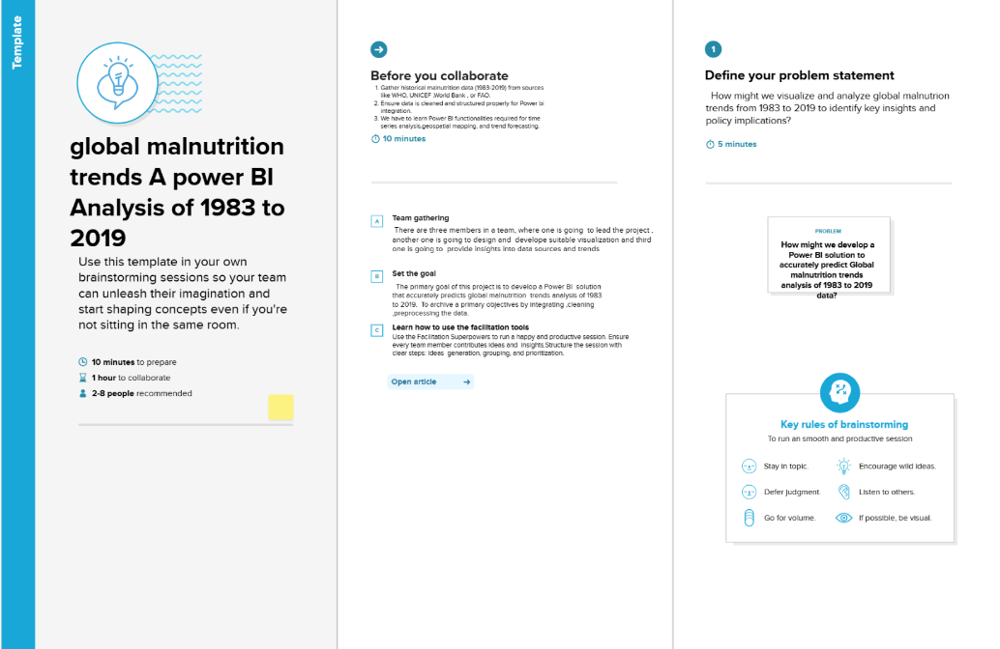 Template
global malnutrition
trends A power BI
Analysis of 1983 to
2019
Use this template in your own
brainstorming sessions so your team
can unleash their imagination and
start shaping concepts even if you're
not sitting in the same room.
10 minutes to prepare
1 hour to collaborate
2-8 people recommended
Before you collaborate
1. Gather historical malnutrition data (1983-2019) from sources
like WHO, UNICEF ,World Bank , or FAO.
2. Ensure data is cleaned and structured properly for Power bi
integration.
3. We have to learn Power BI functionalities required for time
series analysis,geospatial mapping, and trend forecasting.
10 minutes
A
Team gathering
There are three members in a team, where one is going to lead the project ,
another one is going to design and develope suitable visualization and third
one is going to provide insights into data sources and trends
B
Set the goal
The primary goal of this project is to develop a Power BI solution
that accurately predicts global malnutrition trends analysis of 1983
to 2019. To archive a primary objectives by integrating ,cleaning
,preprocessing the data.
C
Learn how to use the facilitation tools
Use the Facilitation Superpowers to run a happy and productive session. Ensure
every team member contributes ideas and insights.Structure the session with
clear steps: ideas generation, grouping, and prioritization.
Open article
1
Define your problem statement
How might we visualize and analyze global malnutrion
trends from 1983 to 2019 to identify key insights and
policy implications?
5 minutes
PROBLEM
How might we develop a
Power BI solution to
accurately predict Global
malnutrition trends
analysis of 1983 to 2019
data?
Key rules of brainstorming
To run an smooth and productive session
Stay in topic.
Encourage wild ideas.
Defer judgment.
Listen to others.
Go for volume.
If possible, be visual.